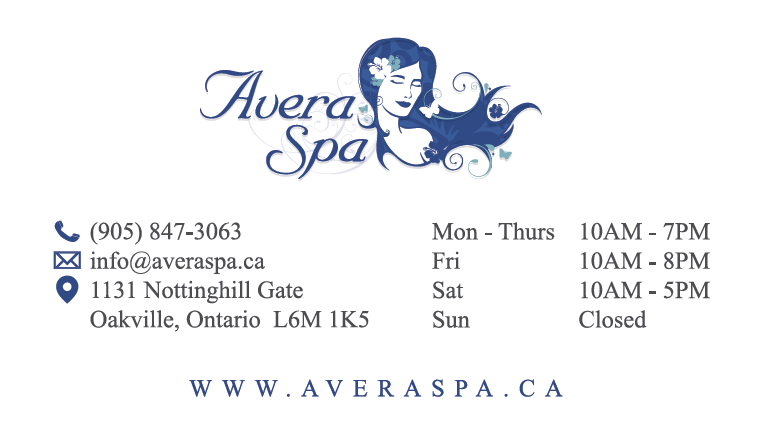 Avera
Spa
(905) 847-3063
info@averaspa.ca
1131 Nottinghill Gate
Oakville, Ontario L6M 1K5
Mon - Thurs 10AM - 7PM
Fri 10AM - 8PM
Sat 10AM - 5PM
Sun Closed
WWW.AVERASPA.CA